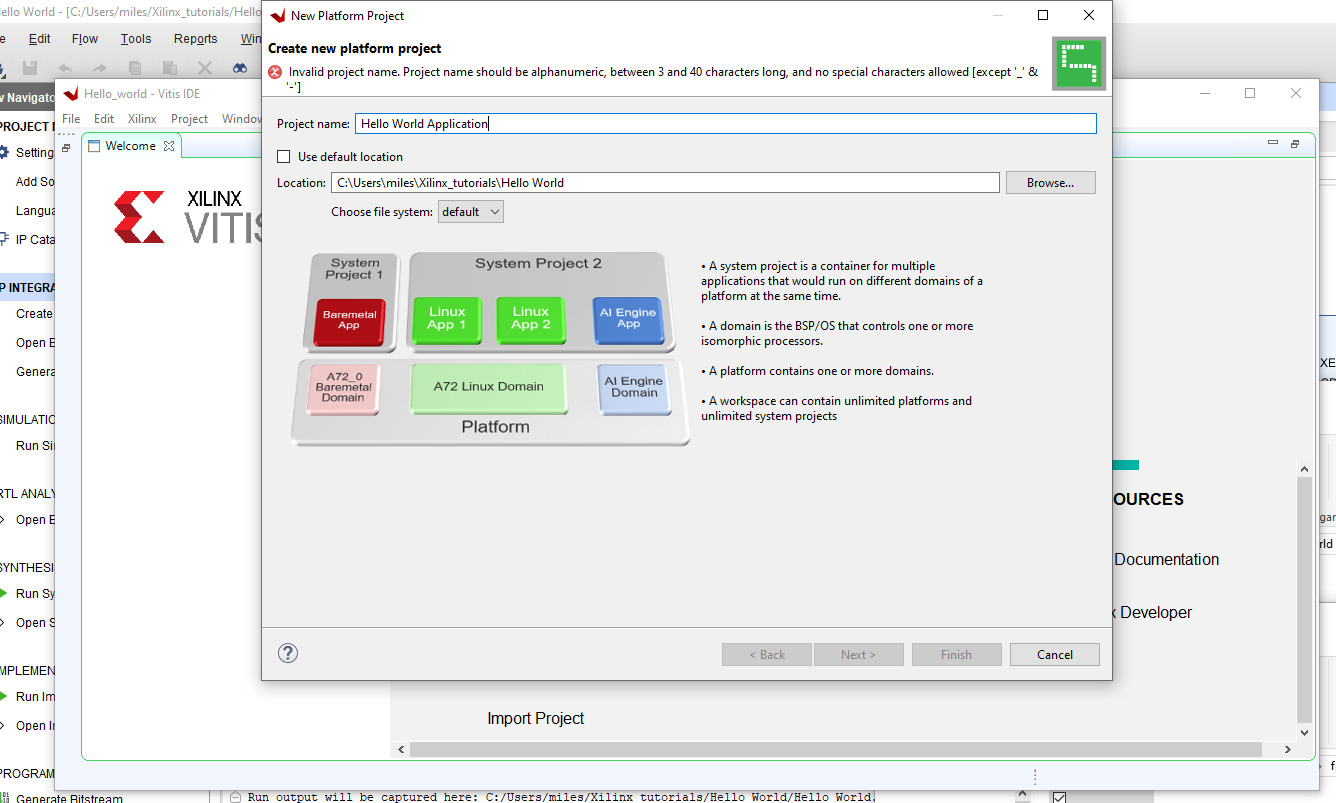 ello World - [C:/Users/miles/Xilinx_tutorials/Hello
e Edit Flow Tools Reports Win
New Platform Project
Create new platform project
Invalid project name. Project name should be alphanumeric, between 3 and 40 characters long, and no special characters allowed [except '_' &
'-']
w Navigato
Hello_world - Vitis IDE
File Edit Xilinx Project Window
PROJECT M
Setting
Add So
Langua
IP Cata
P INTEGRA
Create
Open E
Genera
SIMULATIO
Run Si
RTL ANALY
Open E
SYNTHESI
Run Sy
Open S
MPLEMEN
Run Im
Open In
PROGRAM
Generate Bitstream
Welcome
XILINX
VITIS
Project name: Hello World Application
Use default location
Location: C:\Users\miles\Xilinx_tutorials\Hello World Browse...
Choose file system: default
System
Project 1
Baremetal
App
System Project 2
Linux
App 1
Linux
App 2
AI Engine
App
A72_0
Baremetal
Domain
A72 Linux Domain
AI Engine
Domain
Platform
• A system project is a container for multiple
applications that would run on different domains of a
platform at the same time.
• A domain is the BSP/OS that controls one or more
isomorphic processors.
• A platform contains one or more domains.
• A workspace can contain unlimited platforms and
unlimited system projects
< Back Next > Finish Cancel
OURCES
Documentation
x Developer
Import Project
XE
gar
rld
Run output will be captured here: C:/Users/miles/Xilinx_tutorials/Hello World/Hello World.